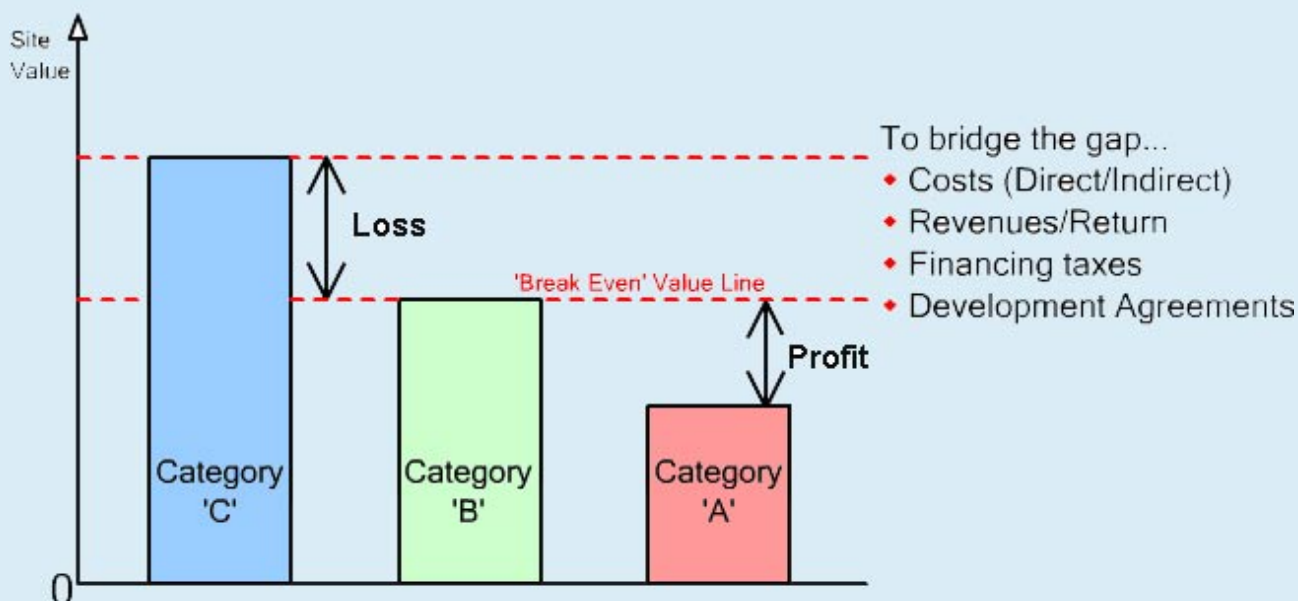 Site
Value
To bridge the gap...
Costs (Direct/Indirect)
Revenues/Return
Financing taxes
Development Agreements
Loss
'Break Even' Value Line
Profit
Category
'C'
Category
'B'
Category
'A'
0